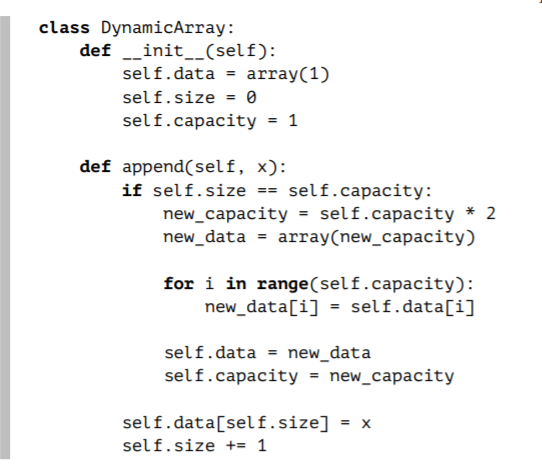 class DynamicArray:
    def __init__(self):
        self.data = array(1)
        self.size = 0
        self.capacity = 1

    def append(self, x):
        if self.size == self.capacity:
            new_capacity = self.capacity * 2
            new_data = array(new_capacity)

            for i in range(self.capacity):
                new_data[i] = self.data[i]

            self.data = new_data
            self.capacity = new_capacity

        self.data[self.size] = x
        self.size += 1